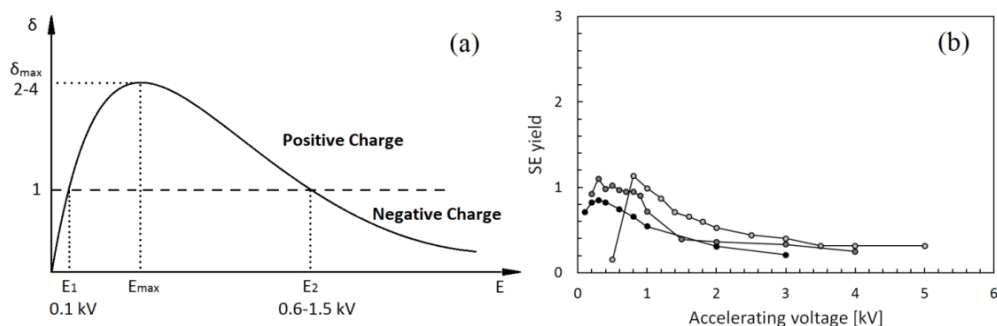 δ
(a)
δmax
2-4
Positive Charge
1
Negative Charge
E1
Emax
E2
E
0.1 kV
0.6-1.5 kV
(b)
3
2
1
0
SE yield
0
1
2
3
4
5
6
Accelerating voltage [kV]